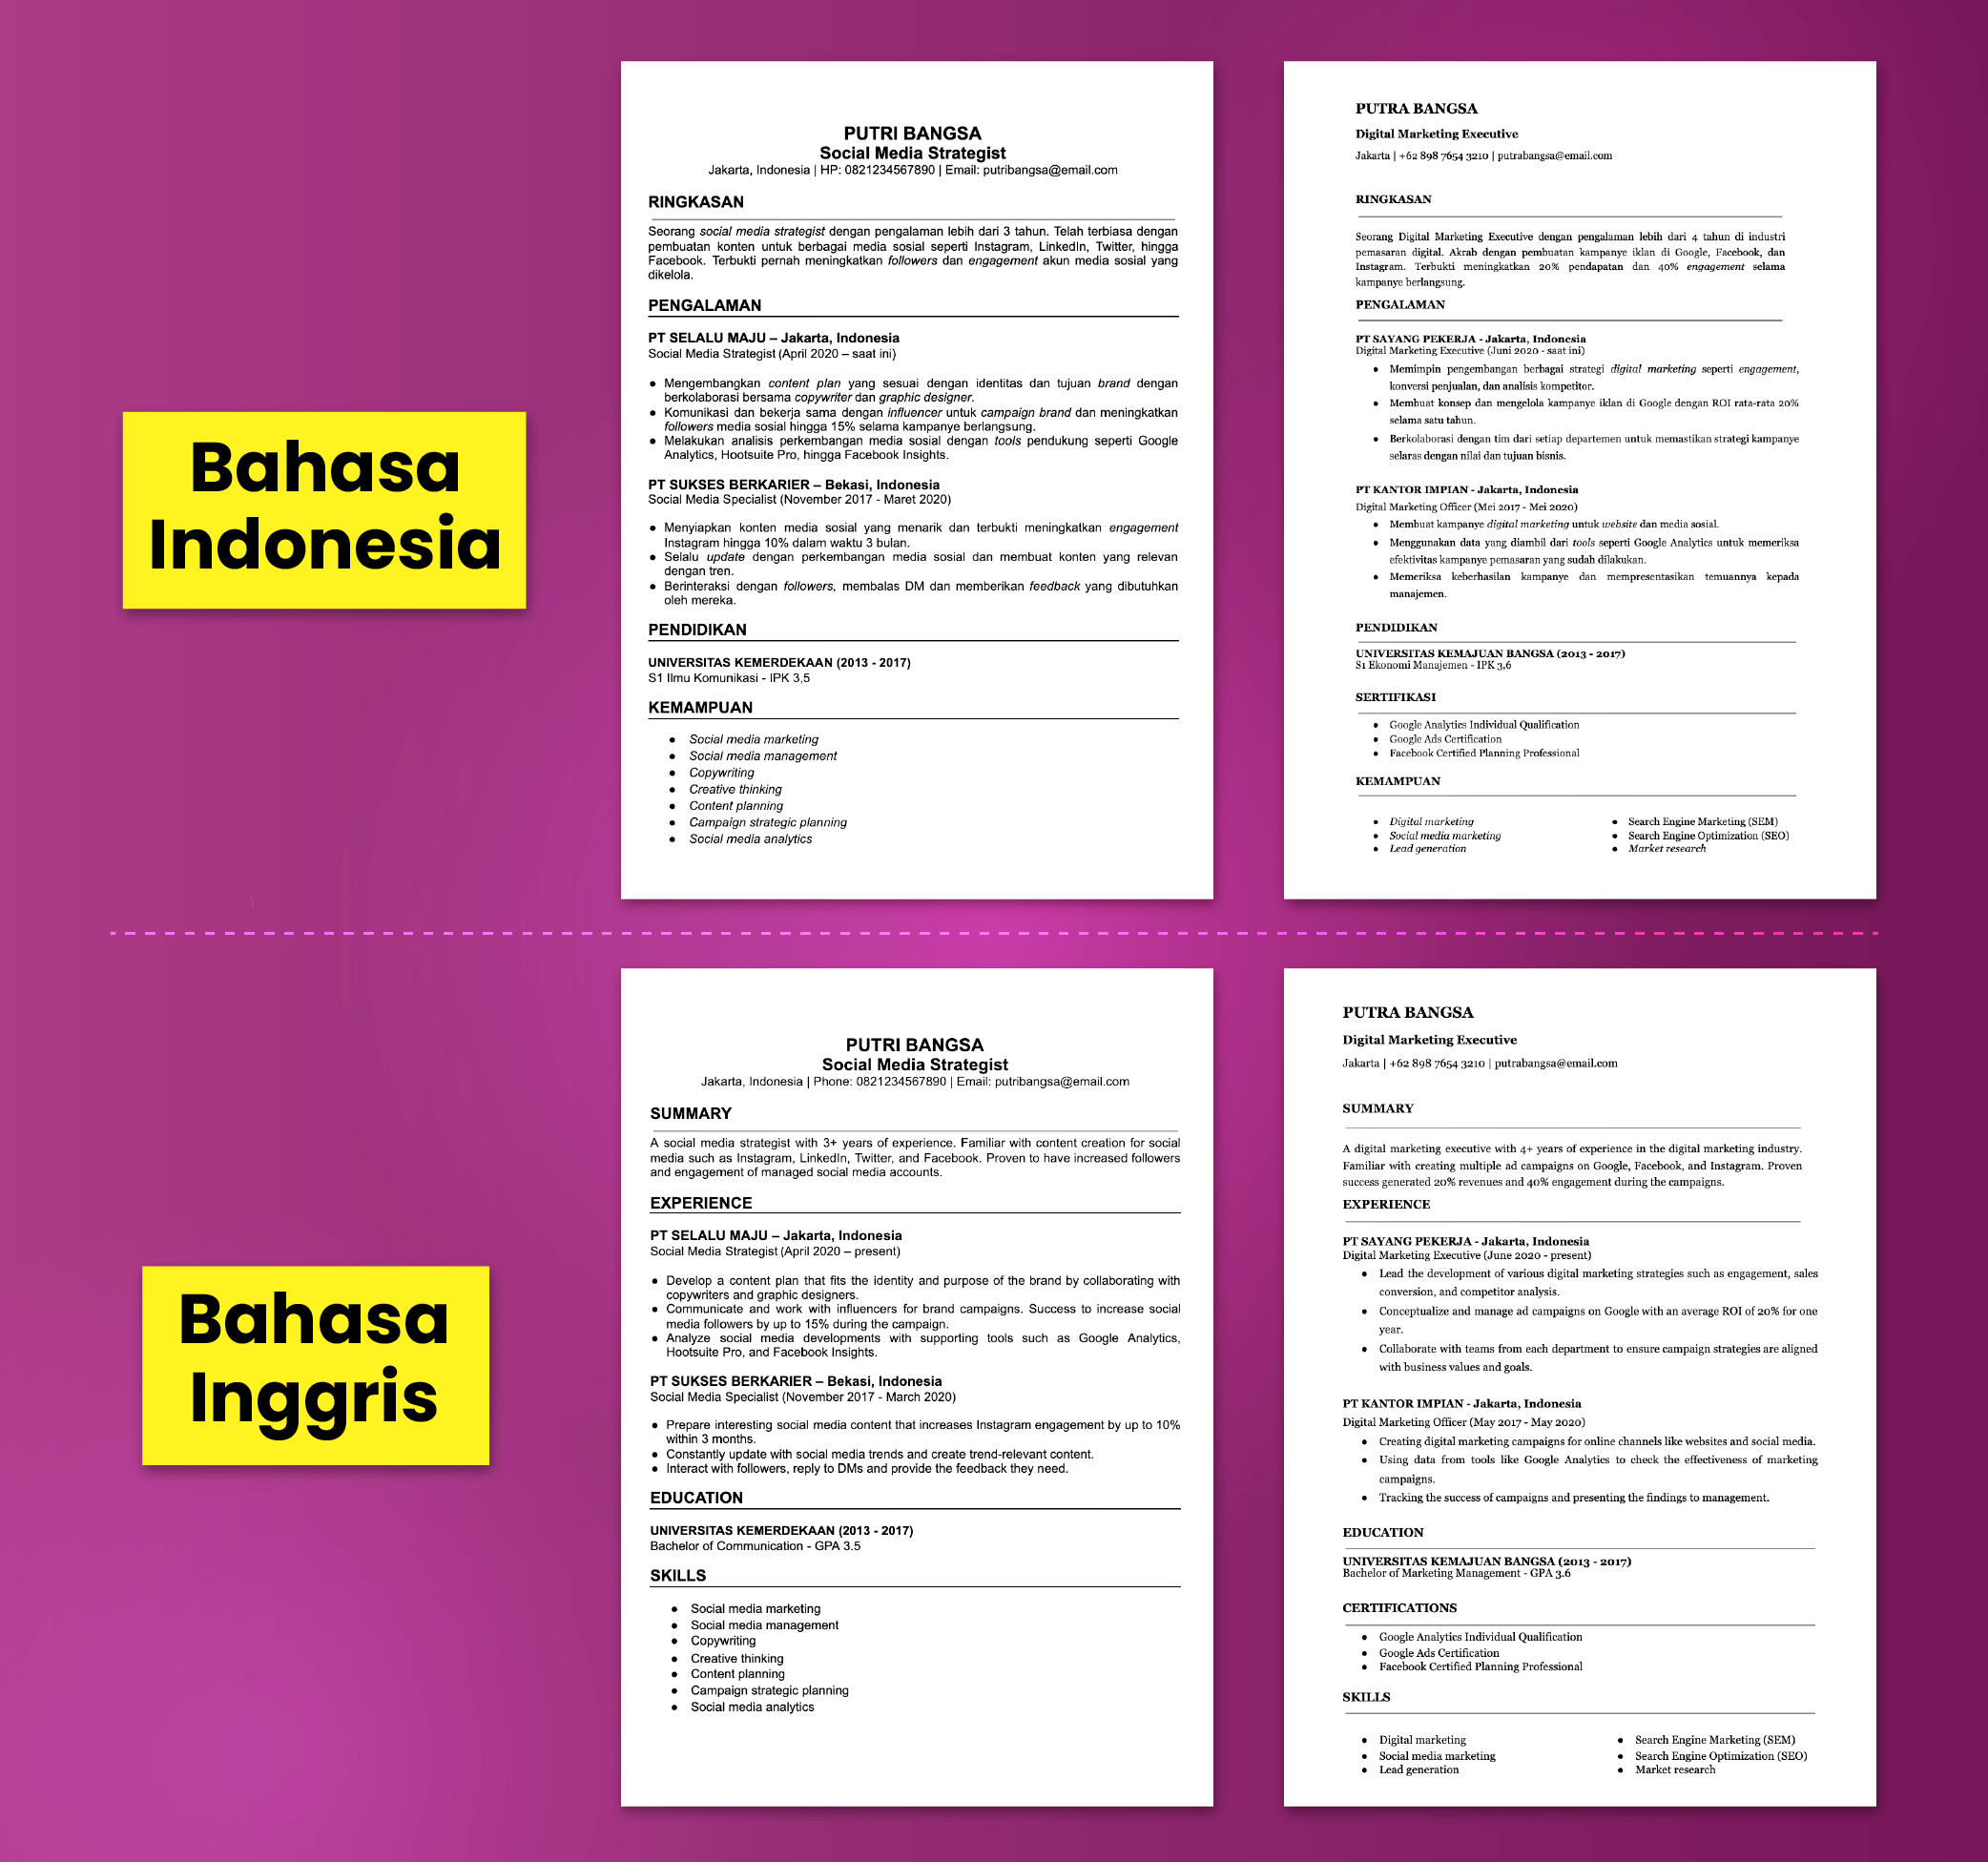 Bahasa
Indonesia
PUTRI BANGSA
Social Media Strategist
Jakarta, Indonesia | HP: 0821234567890 | Email: putribangsa@email.com
RINGKASAN
Seorang social media strategist dengan pengalaman lebih dari 3 tahun. Telah terbiasa dengan
pembuatan konten untuk berbagai media sosial seperti Instagram, LinkedIn, Twitter, hingga
Facebook. Terbukti pernah meningkatkan followers dan engagement akun media sosial yang
dikelola.
PENGALAMAN
PT SELALU MAJU – Jakarta, Indonesia
Social Media Strategist (April 2020 – saat ini)
● Mengembangkan content plan yang sesuai dengan identitas dan tujuan brand dengan
berkolaborasi bersama copywriter dan graphic designer.
● Komunikasi dan bekerja sama dengan influencer untuk campaign brand dan meningkatkan
followers media sosial hingga 15% selama kampanye berlangsung.
● Melakukan analisis perkembangan media sosial dengan tools pendukung seperti Google
Analytics, Hootsuite Pro, hingga Facebook Insights.
PT SUKSES BERKARIER – Bekasi, Indonesia
Social Media Specialist (November 2017 - Maret 2020)
● Menyiapkan konten media sosial yang menarik dan terbukti meningkatkan engagement
Instagram hingga 10% dalam waktu 3 bulan.
● Selalu update dengan perkembangan media sosial dan membuat konten yang relevan
dengan tren.
● Berinteraksi dengan followers, membalas DM dan memberikan feedback yang dibutuhkan
oleh mereka.
PENDIDIKAN
UNIVERSITAS KEMERDEKAAN (2013 - 2017)
S1 Ilmu Komunikasi - IPK 3,5
KEMAMPUAN
● Social media marketing
● Social media management
● Copywriting
● Creative thinking
● Content planning
● Campaign strategic planning
● Social media analytics
PUTRA BANGSA
Digital Marketing Executive
Jakarta | +62 898 7654 3210 | putrabangsa@email.com
RINGKASAN
Seorang Digital Marketing Executive dengan pengalaman lebih dari 4 tahun di industri
pemasaran digital. Akrab dengan pembuatan kampanye iklan di Google, Facebook, dan
Instagram. Terbukti meningkatkan 20% pendapatan dan 40% engagement selama
kampanye berlangsung.
PENGALAMAN
PT SAYANG PEKERJA - Jakarta, Indonesia
Digital Marketing Executive (Juni 2020 - saat ini)
● Memimpin pengembangan berbagai strategi digital marketing seperti engagement,
konversi penjualan, dan analisis kompetitor.
● Membuat konsep dan mengelola kampanye iklan di Google dengan ROI rata-rata 20%
selama satu tahun.
● Berkolaborasi dengan tim dari setiap departemen untuk memastikan strategi kampanye
selaras dengan nilai dan tujuan bisnis.
PT KANTOR IMPIAN - Jakarta, Indonesia
Digital Marketing Officer (Mei 2017 - Mei 2020)
● Membuat kampanye digital marketing untuk website dan media sosial.
● Menggunakan data yang diambil dari tools seperti Google Analytics untuk memeriksa
efektivitas kampanye pemasaran yang sudah dilakukan.
● Memeriksa keberhasilan kampanye dan mempresentasikan temuannya kepada
manajemen.
PENDIDIKAN
UNIVERSITAS KEMAJUAN BANGSA (2013 - 2017)
S1 Ekonomi Manajemen - IPK 3,6
SERTIFIKASI
● Google Analytics Individual Qualification
● Google Ads Certification
● Facebook Certified Planning Professional
KEMAMPUAN
● Digital marketing
● Social media marketing
● Lead generation
● Search Engine Marketing (SEM)
● Search Engine Optimization (SEO)
● Market research
Bahasa
Inggris
PUTRI BANGSA
Social Media Strategist
Jakarta, Indonesia | Phone: 0821234567890 | Email: putribangsa@email.com
SUMMARY
A social media strategist with 3+ years of experience. Familiar with content creation for social
media such as Instagram, LinkedIn, Twitter, and Facebook. Proven to have increased followers
and engagement of managed social media accounts.
EXPERIENCE
PT SELALU MAJU – Jakarta, Indonesia
Social Media Strategist (April 2020 – present)
● Develop a content plan that fits the identity and purpose of the brand by collaborating with
copywriters and graphic designers.
● Communicate and work with influencers for brand campaigns. Success to increase social
media followers by up to 15% during the campaign.
● Analyze social media developments with supporting tools such as Google Analytics,
Hootsuite Pro, and Facebook Insights.
PT SUKSES BERKARIER – Bekasi, Indonesia
Social Media Specialist (November 2017 - March 2020)
● Prepare interesting social media content that increases Instagram engagement by up to 10%
within 3 months.
● Constantly update with social media trends and create trend-relevant content.
● Interact with followers, reply to DMs and provide the feedback they need.
EDUCATION
UNIVERSITAS KEMERDEKAAN (2013 - 2017)
Bachelor of Communication - GPA 3.5
SKILLS
● Social media marketing
● Social media management
● Copywriting
● Creative thinking
● Content planning
● Campaign strategic planning
● Social media analytics
PUTRA BANGSA
Digital Marketing Executive
Jakarta | +62 898 7654 3210 | putrabangsa@email.com
SUMMARY
A digital marketing executive with 4+ years of experience in the digital marketing industry.
Familiar with creating multiple ad campaigns on Google, Facebook, and Instagram. Proven
success generated 20% revenues and 40% engagement during the campaigns.
EXPERIENCE
PT SAYANG PEKERJA - Jakarta, Indonesia
Digital Marketing Executive (June 2020 - present)
● Lead the development of various digital marketing strategies such as engagement, sales
conversion, and competitor analysis.
● Conceptualize and manage ad campaigns on Google with an average ROI of 20% for one
year.
● Collaborate with teams from each department to ensure campaign strategies are aligned
with business values and goals.
PT KANTOR IMPIAN - Jakarta, Indonesia
Digital Marketing Officer (May 2017 - May 2020)
● Creating digital marketing campaigns for online channels like websites and social media.
● Using data from tools like Google Analytics to check the effectiveness of marketing
campaigns.
● Tracking the success of campaigns and presenting the findings to management.
EDUCATION
UNIVERSITAS KEMAJUAN BANGSA (2013 - 2017)
Bachelor of Marketing Management - GPA 3.6
CERTIFICATIONS
● Google Analytics Individual Qualification
● Google Ads Certification
● Facebook Certified Planning Professional
SKILLS
● Digital marketing
● Social media marketing
● Lead generation
● Search Engine Marketing (SEM)
● Search Engine Optimization (SEO)
● Market research